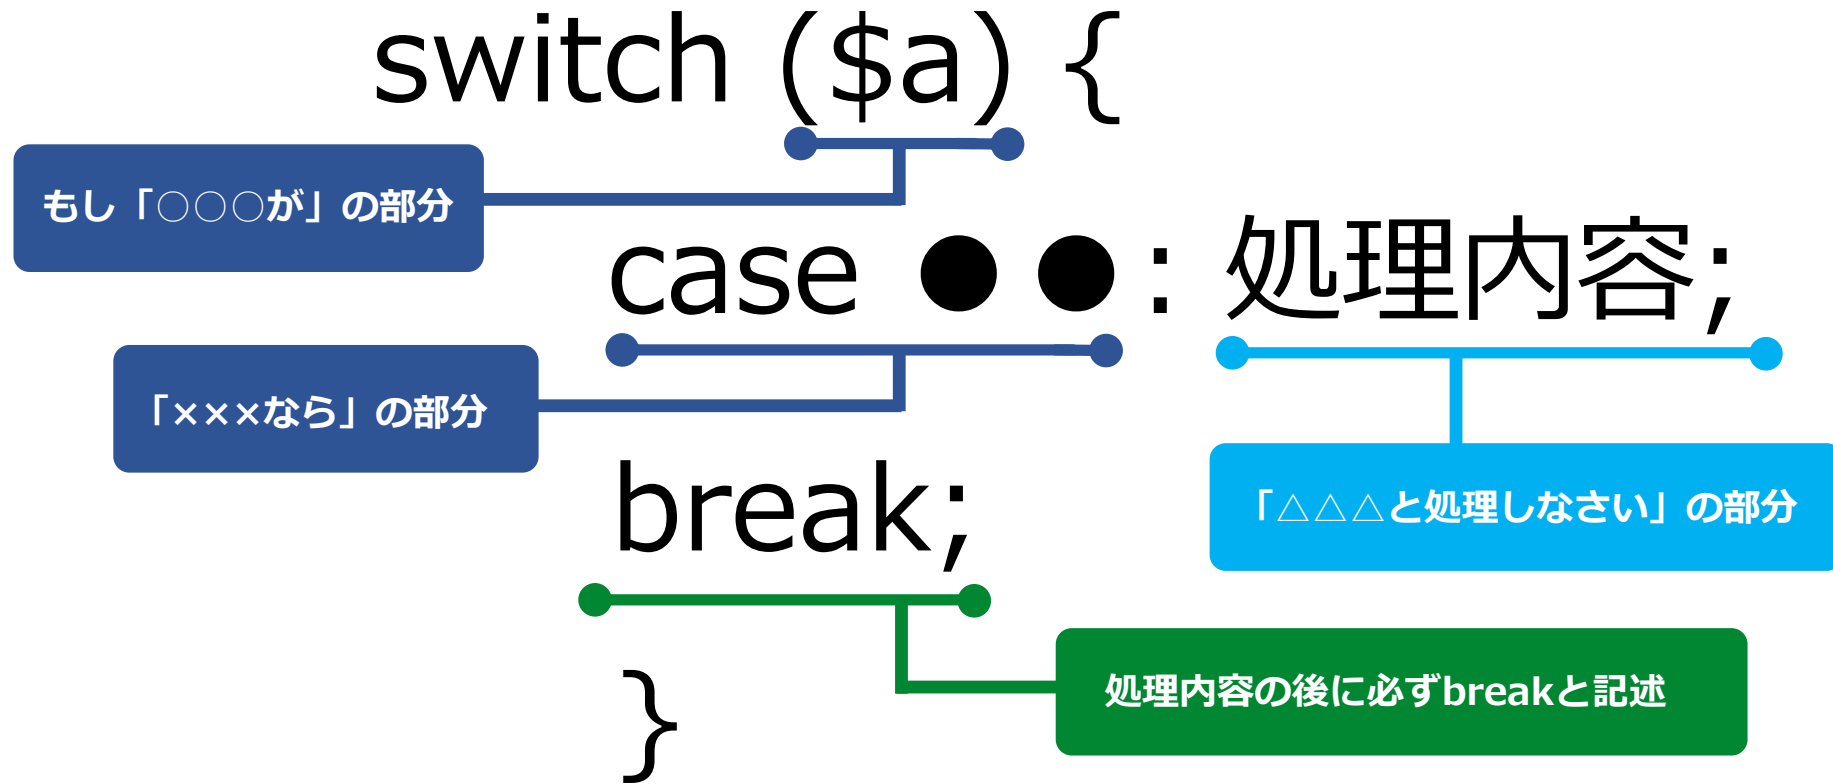 switch ($a) {
もし「○○○が」の部分
case ●●: 処理内容;
「×××なら」の部分
break;
「△△△と処理しなさい」の部分
処理内容の後に必ずbreakと記述
}